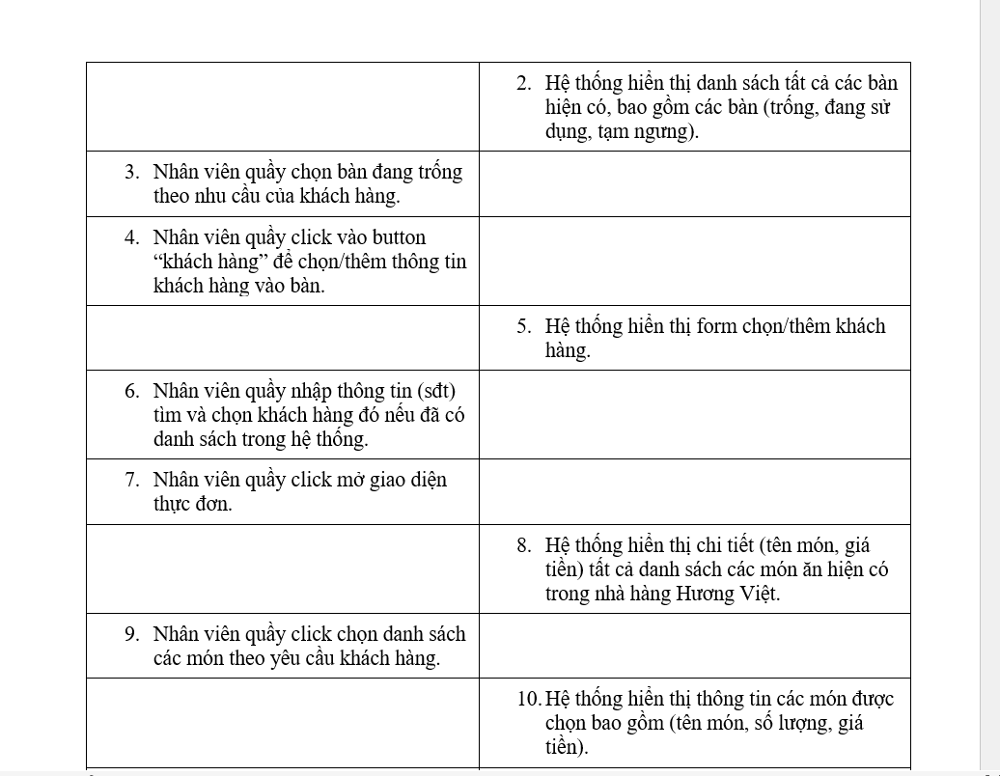 2. Hệ thống hiển thị danh sách tất cả các bàn
hiện có, bao gồm các bàn (trống, đang sử
dụng, tạm ngưng).
3. Nhân viên quầy chọn bàn đang trống
theo nhu cầu của khách hàng.
4. Nhân viên quầy click vào button
“khách hàng” để chọn/thêm thông tin
khách hàng vào bàn.
5. Hệ thống hiển thị form chọn/thêm khách
hàng.
6. Nhân viên quầy nhập thông tin (sđt)
tìm và chọn khách hàng đó nếu đã có
danh sách trong hệ thống.
7. Nhân viên quầy click mở giao diện
thực đơn.
8. Hệ thống hiển thị chi tiết (tên món, giá
tiền) tất cả danh sách các món ăn hiện có
trong nhà hàng Hương Việt.
9. Nhân viên quầy click chọn danh sách
các món theo yêu cầu khách hàng.
10. Hệ thống hiển thị thông tin các món được
chọn bao gồm (tên món, số lượng, giá
tiền).